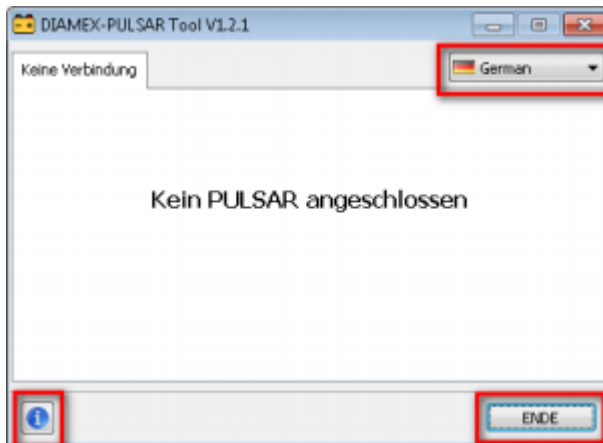 DIAMEX-PULSAR Tool V1.2.1
Keine Verbindung
German
Kein PULSAR angeschlossen
ENDE